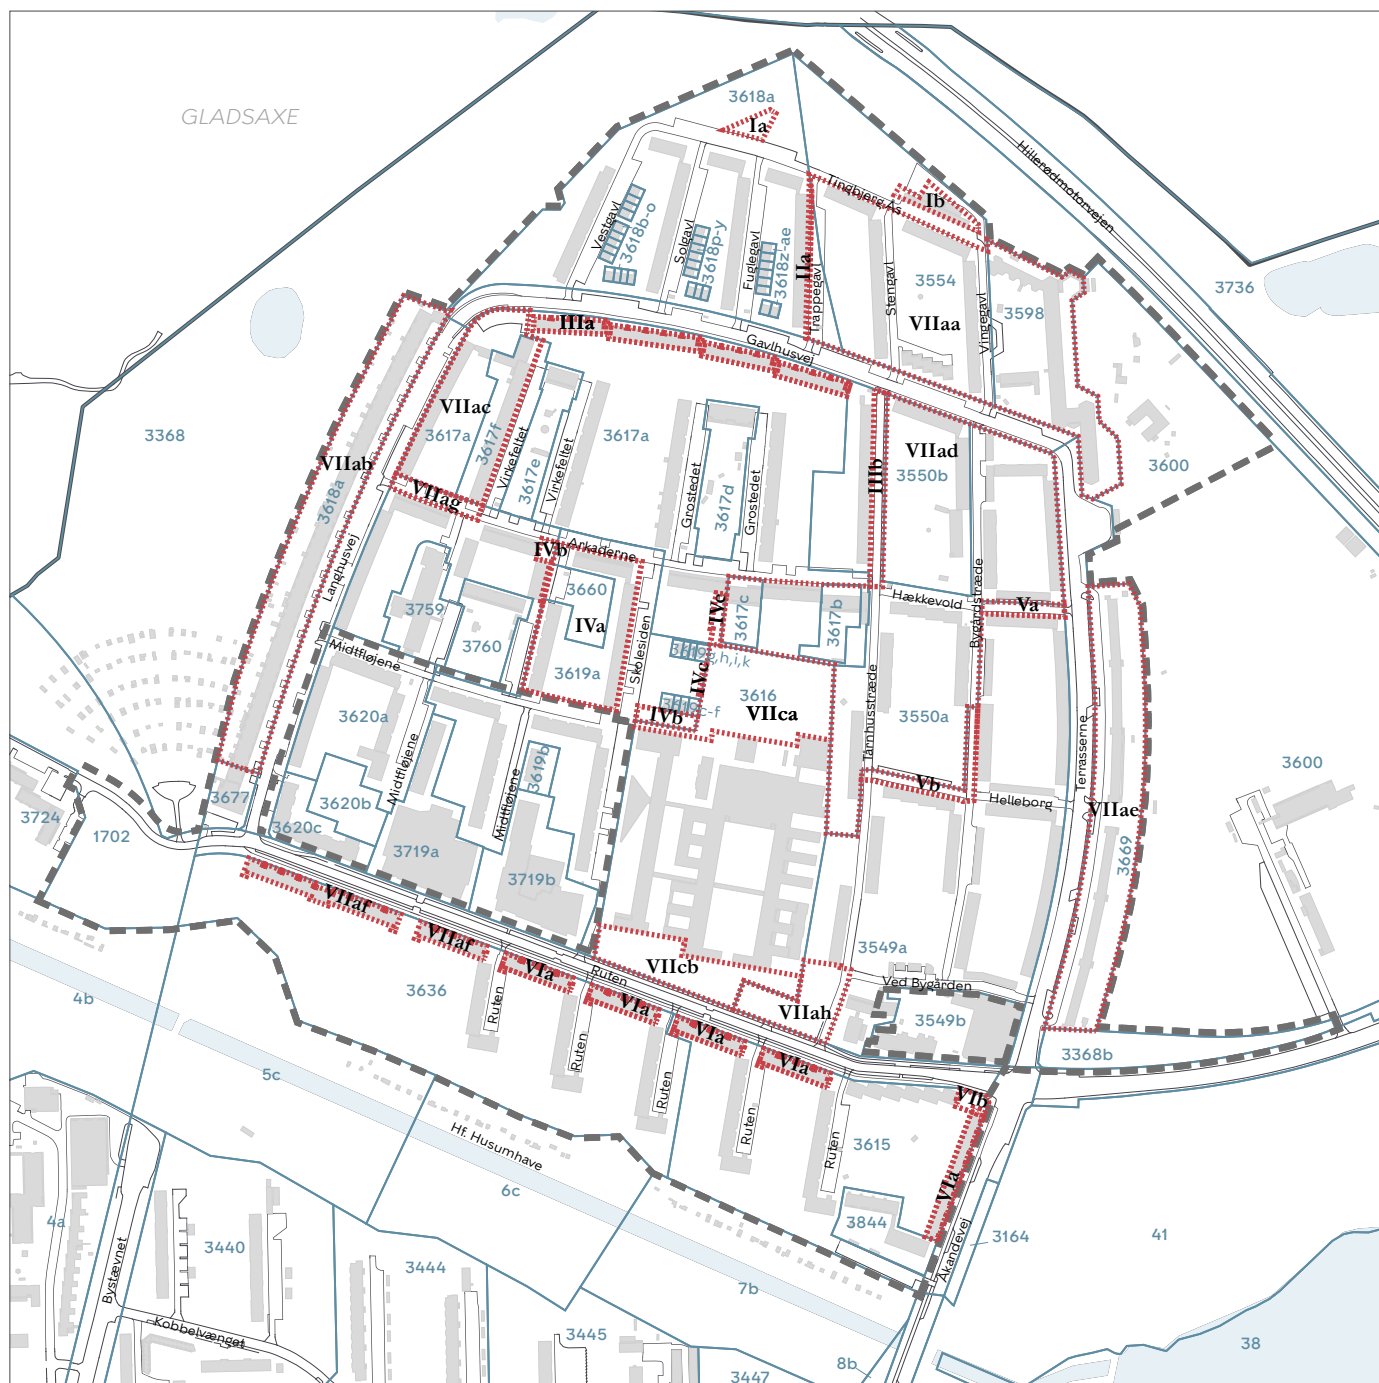 GLADSAXE
3618a
Ia
Hillerødmotorvejen
Tingbjerg Ås
Ib
Vestgavl
3618b-o
Solgavl
3618p-y
Fuglegavl
3618z-ae
IIa
Trappegavl
Stengavl
3554
VIIaa
Vingegavl
3598
3736
IIIa
Gavlhusvej
VIIac
3617a
3617f
Virkefeltet
3617e
Virkefeltet
3617a
Grostedet
3617d
Grostedet
IIIb
VIIad
3550b
3368
VIIab
3618a
VIIag
3600
Langhusvej
IVb
Arkaderne
3660
IVa
3619a
3759
3760
Skolesiden
IVc
3617c
3617b
Hækkevold
Bygårdstræde
Va
3619g,h,i,k
IVc
3619c-f
IVb
3616
VIIca
Tårnhusstræde
3550a
Midtfløjene
3620a
Midtfløjene
Midtfløjene
3619b
3620b
3620c
3719a
3719b
3677
3724
1702
Vb
Helleborg
Terrasserne
VIIae
3669
3600
VIIaf
VIIaf
VIa
VIa
VIa
VIa
Ruten
VIIcb
VIIah
3549a
Ved Bygården
3549b
3368b
4b
3636
Ruten
Ruten
Ruten
Ruten
Ruten
5c
Hf. Husumhave
6c
VIb
3615
VIa
3844
Åkandevej
3164
41
4a
Bystævnet
3440
3444
Kobbelvænget
7b
3445
3447
8b
38